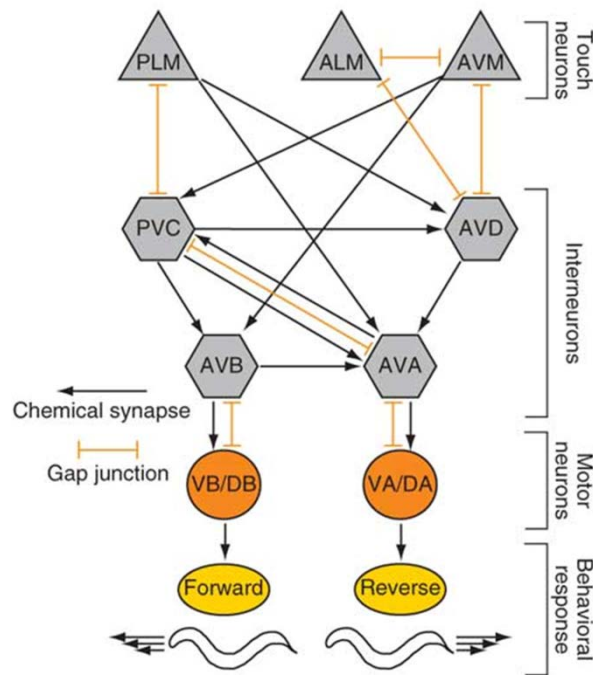 PLM
ALM
AVM
Touch
neurons
PVC
AVD
Interneurons
AVB
AVA
Chemical synapse
Gap junction
VB/DB
VA/DA
Motor
neurons
Forward
Reverse
Behavioral
response